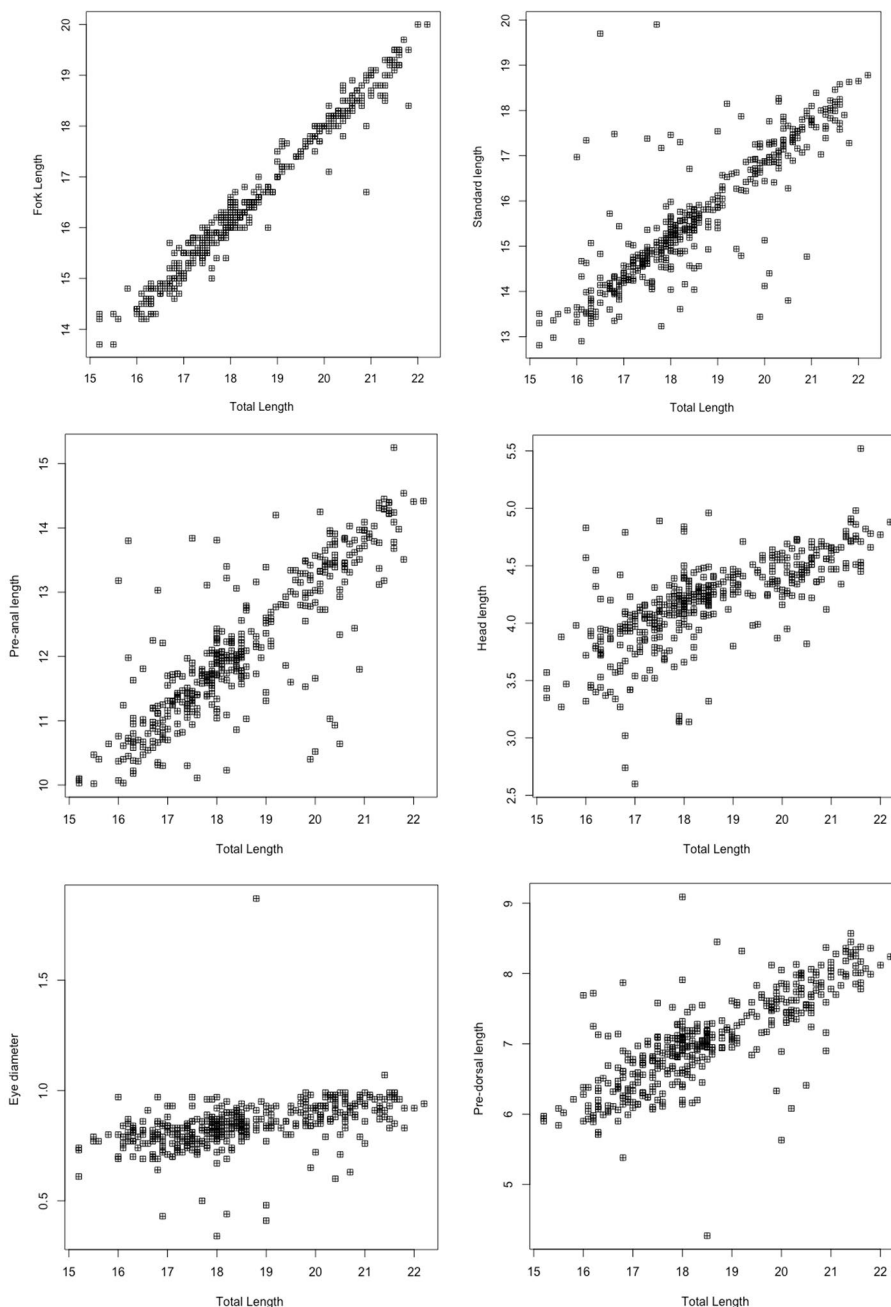 Fork Length
20
19
18
17
16
15
14
15 16 17 18 19 20 21 22
Total Length
Standard length
20
19
18
17
16
15
14
13
15 16 17 18 19 20 21 22
Total Length
Pre-anal length
15
14
13
12
11
10
15 16 17 18 19 20 21 22
Total Length
Head length
5.5
5.0
4.5
4.0
3.5
3.0
2.5
15 16 17 18 19 20 21 22
Total Length
Eye diameter
1.5
1.0
0.5
15 16 17 18 19 20 21 22
Total Length
Pre-dorsal length
9
8
7
6
5
15 16 17 18 19 20 21 22
Total Length